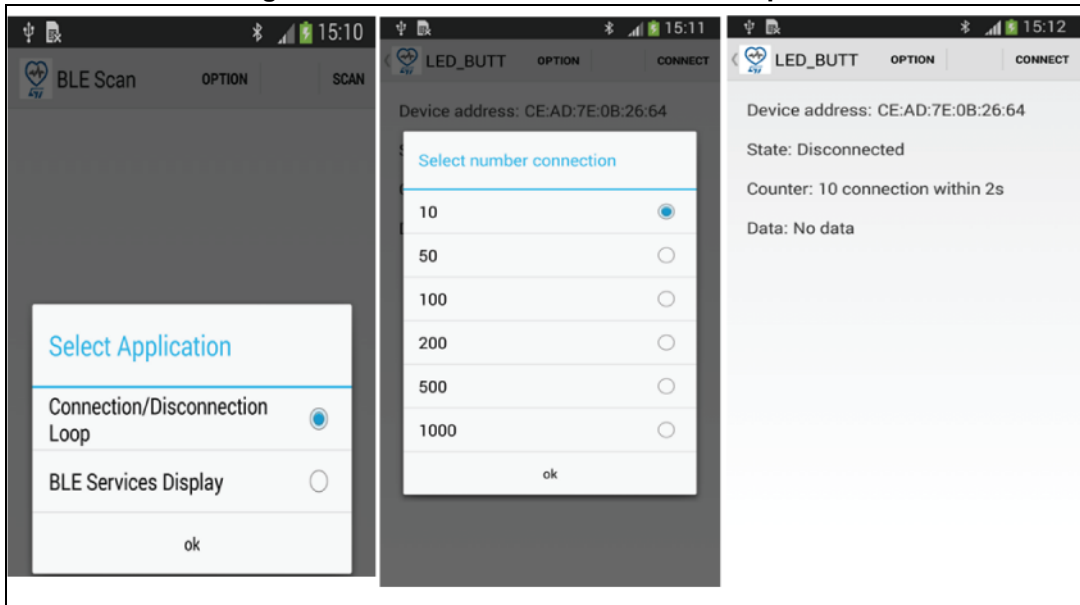 15:10
BLE Scan OPTION SCAN
Select Application
Connection/Disconnection
Loop
BLE Services Display
ok
15:11
LED_BUTT OPTION CONNECT
Device address: CE:AD:7E:0B:26:64
Select number connection
10
50
100
200
500
1000
ok
15:12
LED_BUTT OPTION CONNECT
Device address: CE:AD:7E:0B:26:64
State: Disconnected
Counter: 10 connection within 2s
Data: No data